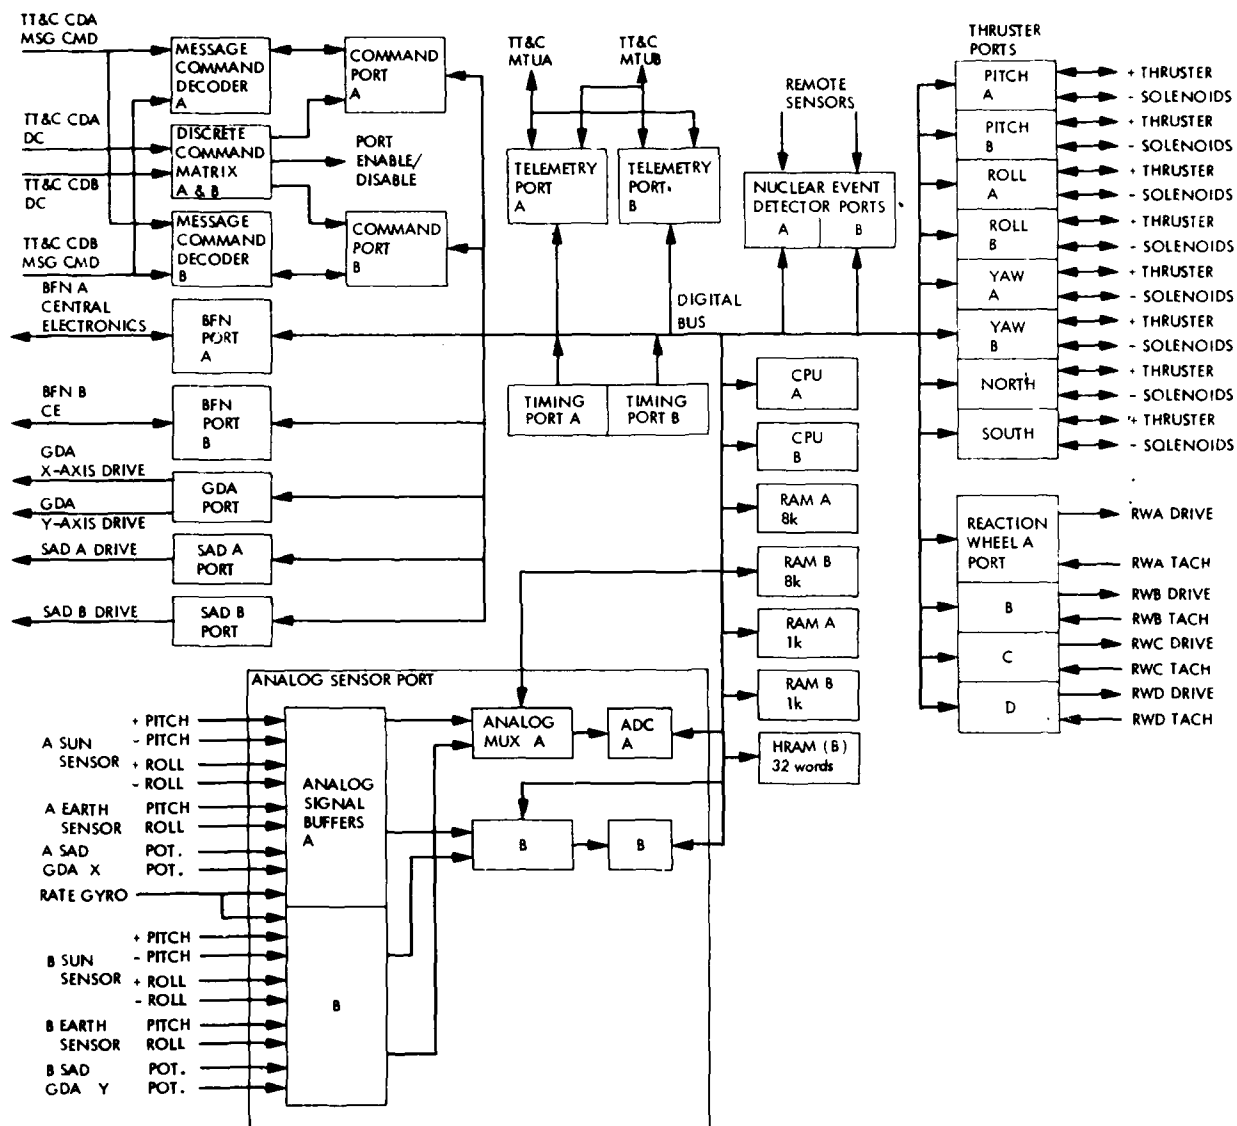 TT&C CDA
MSG CMD
MESSAGE
COMMAND
DECODER
A
COMMAND
PORT
A
TT&C CDA
DC
DISCRETE
COMMAND
MATRIX
A & B
PORT
ENABLE/
DISABLE
TT&C CDB
DC
TT&C CDB
MSG CMD
MESSAGE
COMMAND
DECODER
B
COMMAND
PORT
B
BFN A
CENTRAL
ELECTRONICS
BFN
PORT
A
BFN B
CE
BFN
PORT
B
GDA
X-AXIS DRIVE
GDA
Y-AXIS DRIVE
GDA
PORT
SAD A DRIVE
SAD A
PORT
SAD B DRIVE
SAD B
PORT
TT&C
MTUA
TT&C
MTUB
TELEMETRY
PORT
A
TELEMETRY
PORT.
B
REMOTE
SENSORS
NUCLEAR EVENT
DETECTOR PORTS
A
B
DIGITAL
BUS
TIMING
PORT A
TIMING
PORT B
CPU
A
CPU
B
RAM A
8k
RAM B
8k
RAM A
1k
RAM B
1k
HRAM (B)
32 words
THRUSTER
PORTS
PITCH
A
+ THRUSTER
- SOLENOIDS
PITCH
B
+ THRUSTER
- SOLENOIDS
ROLL
A
+ THRUSTER
- SOLENOIDS
ROLL
B
+ THRUSTER
- SOLENOIDS
YAW
A
+ THRUSTER
- SOLENOIDS
YAW
B
+ THRUSTER
- SOLENOIDS
NORTH
+ THRUSTER
- SOLENOIDS
SOUTH
+ THRUSTER
- SOLENOIDS
REACTION
WHEEL A
PORT
RWA DRIVE
RWA TACH
B
RWB DRIVE
RWB TACH
C
RWC DRIVE
RWC TACH
D
RWD DRIVE
RWD TACH
ANALOG SENSOR PORT
A SUN
SENSOR
+ PITCH
- PITCH
+ ROLL
- ROLL
A EARTH PITCH
SENSOR ROLL
A SAD POT.
GDA X POT.
RATE GYRO
ANALOG
SIGNAL
BUFFERS
A
ANALOG
MUX A
ADC
A
B
B
B SUN
SENSOR
+ PITCH
- PITCH
+ ROLL
- ROLL
B EARTH PITCH
SENSOR ROLL
B SAD POT.
GDA Y POT.
B